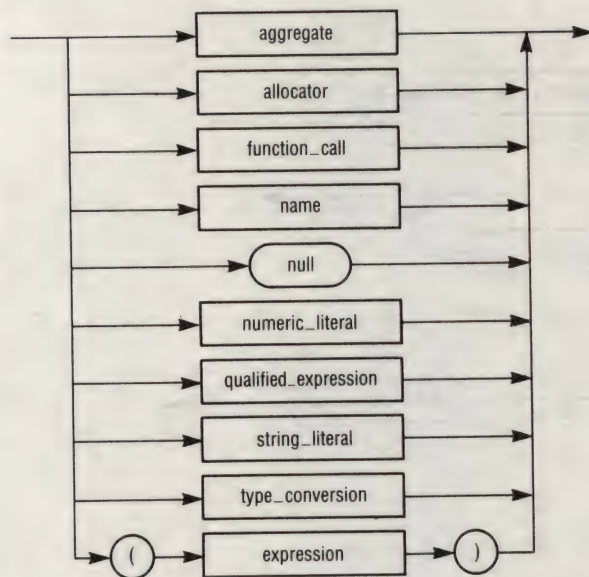 aggregate
allocator
function_call
name
null
numeric_literal
qualified_expression
string_literal
type_conversion
( expression )